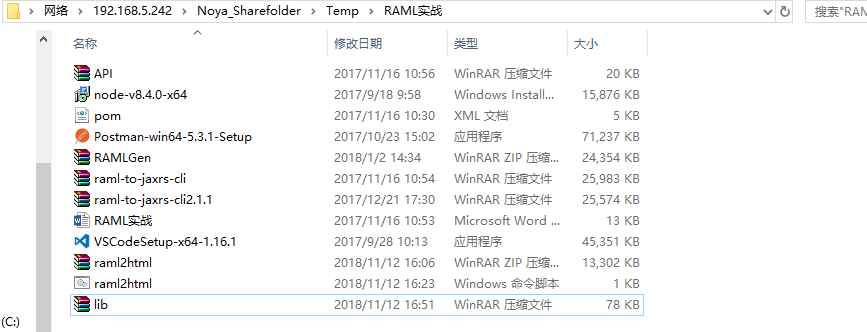 网络 > 192.168.5.242 > Noya_Sharefolder > Temp > RAML实战 搜索"RAM
名称 修改日期 类型 大小
API 2017/11/16 10:56 WinRAR 压缩文件 20 KB
node-v8.4.0-x64 2017/9/18 9:58 Windows Install... 15,876 KB
pom 2017/11/16 10:30 XML 文档 5 KB
Postman-win64-5.3.1-Setup 2017/10/23 15:02 应用程序 71,237 KB
RAMLGen 2018/1/2 14:34 WinRAR ZIP 压缩... 24,354 KB
raml-to-jaxrs-cli 2017/11/16 10:54 WinRAR 压缩文件 25,983 KB
raml-to-jaxrs-cli2.1.1 2017/12/21 17:30 WinRAR 压缩文件 25,574 KB
RAML实战 2017/11/16 10:53 Microsoft Word ... 13 KB
VSCodeSetup-x64-1.16.1 2017/9/28 10:13 应用程序 45,351 KB
raml2html 2018/11/12 16:06 WinRAR ZIP 压缩... 13,302 KB
raml2html 2018/11/12 16:23 Windows 命令脚本 1 KB
lib 2018/11/12 16:51 WinRAR 压缩文件 78 KB
(C:)